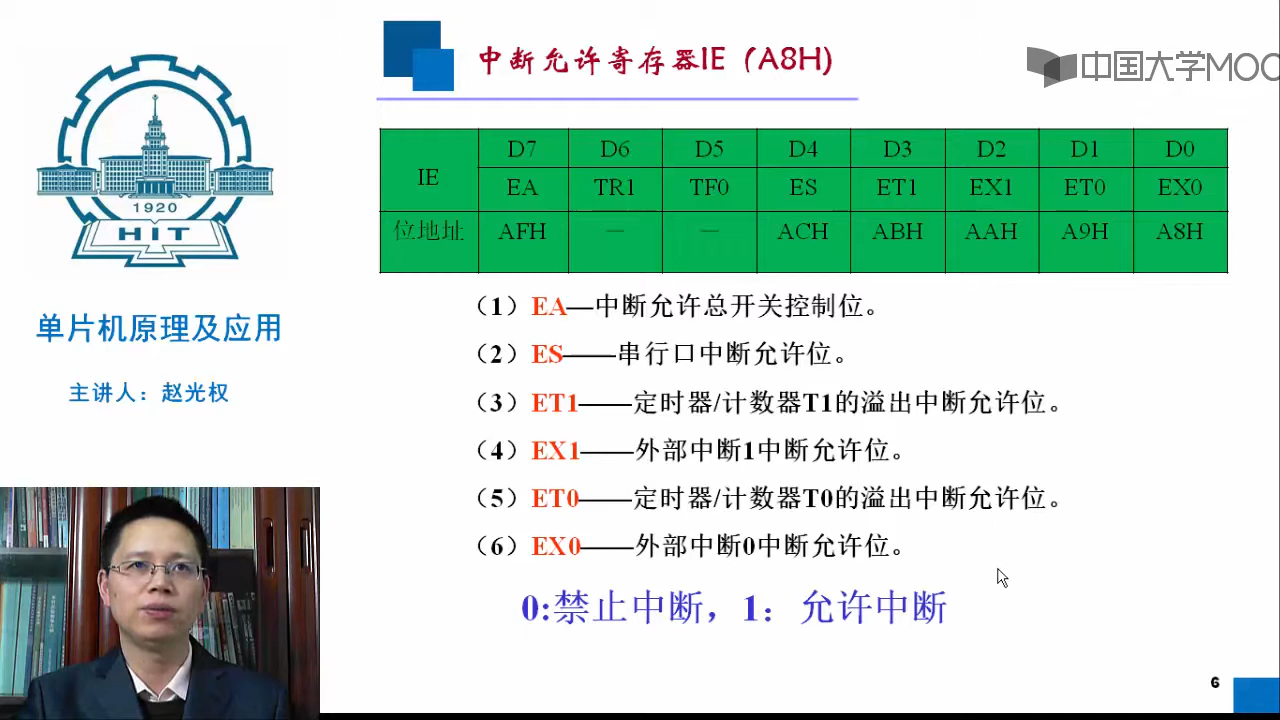 中断允许寄存器IE（A8H）
中国大学MOO
1920
HIT
单片机原理及应用
主讲人：赵光权
IE D7 D6 D5 D4 D3 D2 D1 D0
EA TR1 TF0 ES ET1 EX1 ET0 EX0
位地址 AFH — — ACH ABH AAH A9H A8H
（1）EA—中断允许总开关控制位。
（2）ES——串行口中断允许位。
（3）ET1——定时器/计数器T1的溢出中断允许位。
（4）EX1——外部中断1中断允许位。
（5）ET0——定时器/计数器T0的溢出中断允许位。
（6）EX0——外部中断0中断允许位。
0:禁止中断，1：允许中断
6